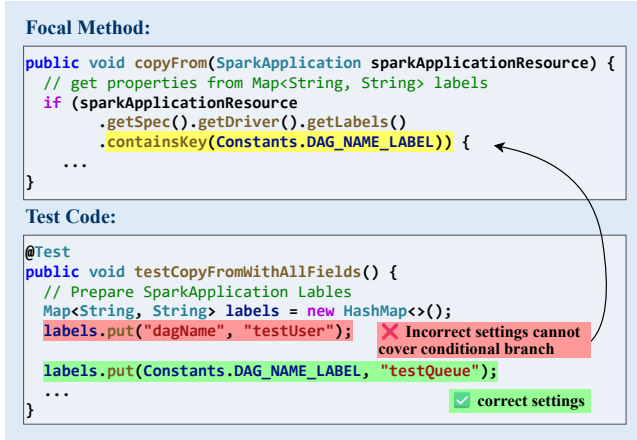 Focal Method:
public void copyFrom(SparkApplication sparkApplicationResource) {
// get properties from Map<String, String> labels
if (sparkApplicationResource
.getSpec().getDriver().getLabels()
.containsKey(Constants.DAG_NAME_LABEL)) {
...
}
Test Code:
@Test
public void testCopyFromWithAllFields() {
// Prepare SparkApplication Lables
Map<String, String> labels = new HashMap<>();
labels.put("dagName", "testUser");
❌ Incorrect settings cannot
cover conditional branch
labels.put(Constants.DAG_NAME_LABEL, "testQueue");
...
✅ correct settings
}